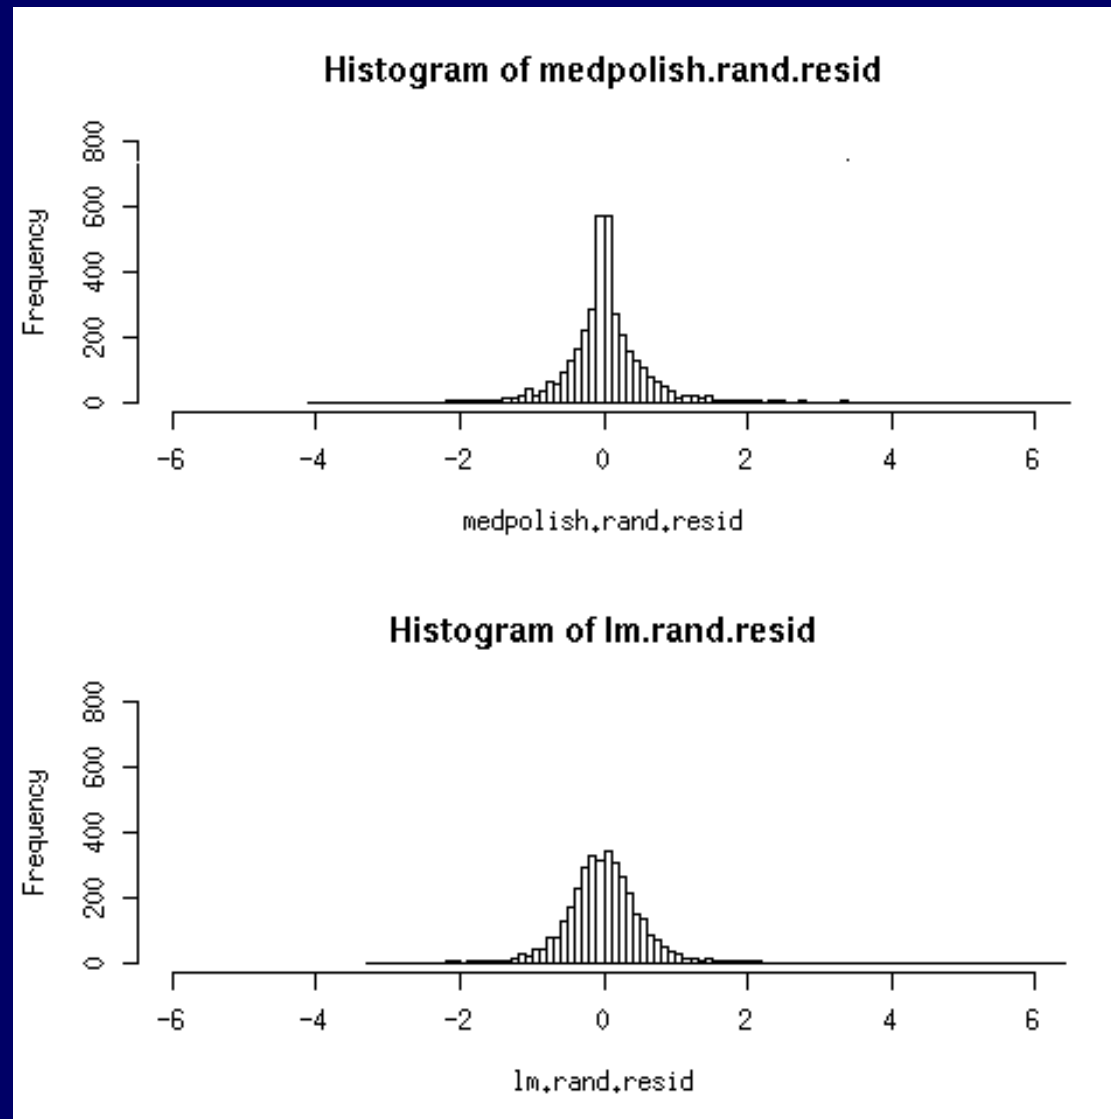 Histogram of medpolish.rand.resid
800
600
400
200
0
Frequency
-6 -4 -2 0 2 4 6
medpolish.rand.resid
Histogram of lm.rand.resid
800
600
400
200
0
Frequency
-6 -4 -2 0 2 4 6
lm.rand.resid